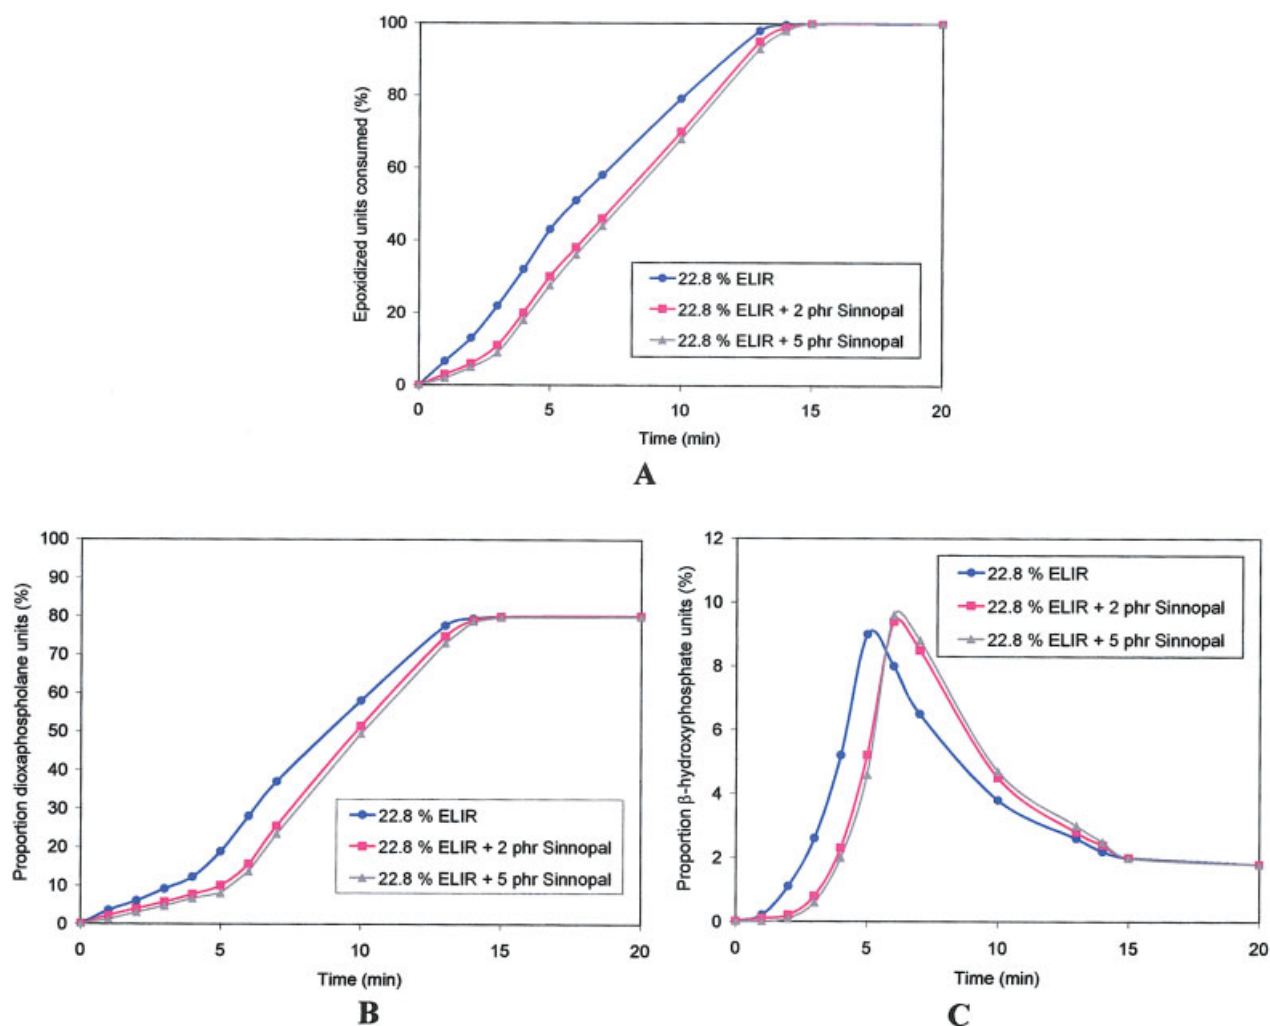 100
80
60
40
20
0
Epoxidized units consumed (%)
22.8 % ELIR
22.8 % ELIR + 2 phr Sinnopal
22.8 % ELIR + 5 phr Sinnopal
0 5 10 15 20
Time (min)
A
100
90
80
70
60
50
40
30
20
10
0
Proportion dioxaphospholane units (%)
22.8 % ELIR
22.8 % ELIR + 2 phr Sinnopal
22.8 % ELIR + 5 phr Sinnopal
0 5 10 15 20
Time (min)
B
12
10
8
6
4
2
0
Proportion β-hydroxyphosphate units (%)
22.8 % ELIR
22.8 % ELIR + 2 phr Sinnopal
22.8 % ELIR + 5 phr Sinnopal
0 5 10 15 20
Time (min)
C